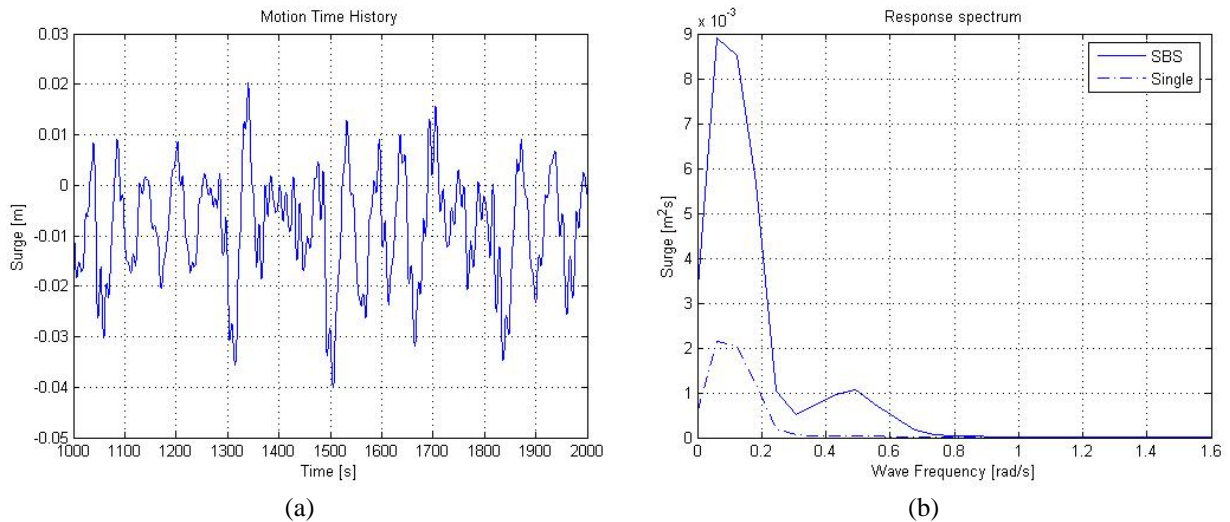 Motion Time History
0.03
0.02
0.01
0
-0.01
-0.02
-0.03
-0.04
-0.05
Surge [m]
1000 1100 1200 1300 1400 1500 1600 1700 1800 1900 2000
Time [s]
(a)
Response spectrum
x 10⁻³
9
8
7
6
5
4
3
2
1
0
Surge [m²s]
SBS
Single
0 0.2 0.4 0.6 0.8 1 1.2 1.4 1.6
Wave Frequency [rad/s]
(b)